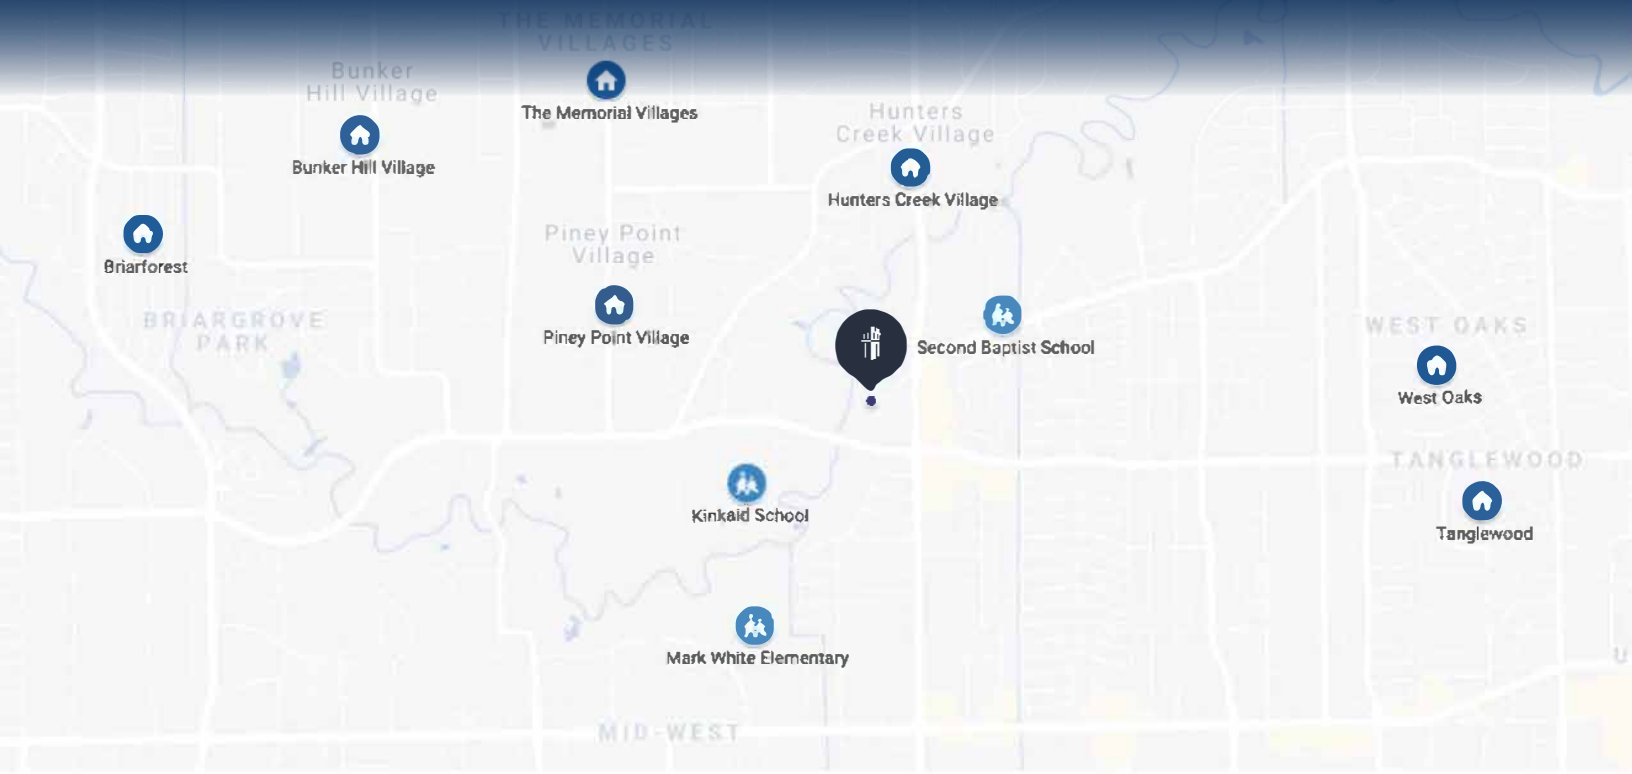 THE MEMORIAL
VILLAGES
Bunker
Hill Village
The Memorial Villages
Hunters
Creek Village
Bunker Hill Village
Hunters Creek Village
Piney Point
Village
Briarforest
BRIARGROVE
PARK
Piney Point Village
Second Baptist School
WEST OAKS
West Oaks
TANGLEWOOD
Kinkaid School
Tanglewood
Mark White Elementary
U
MID-WEST